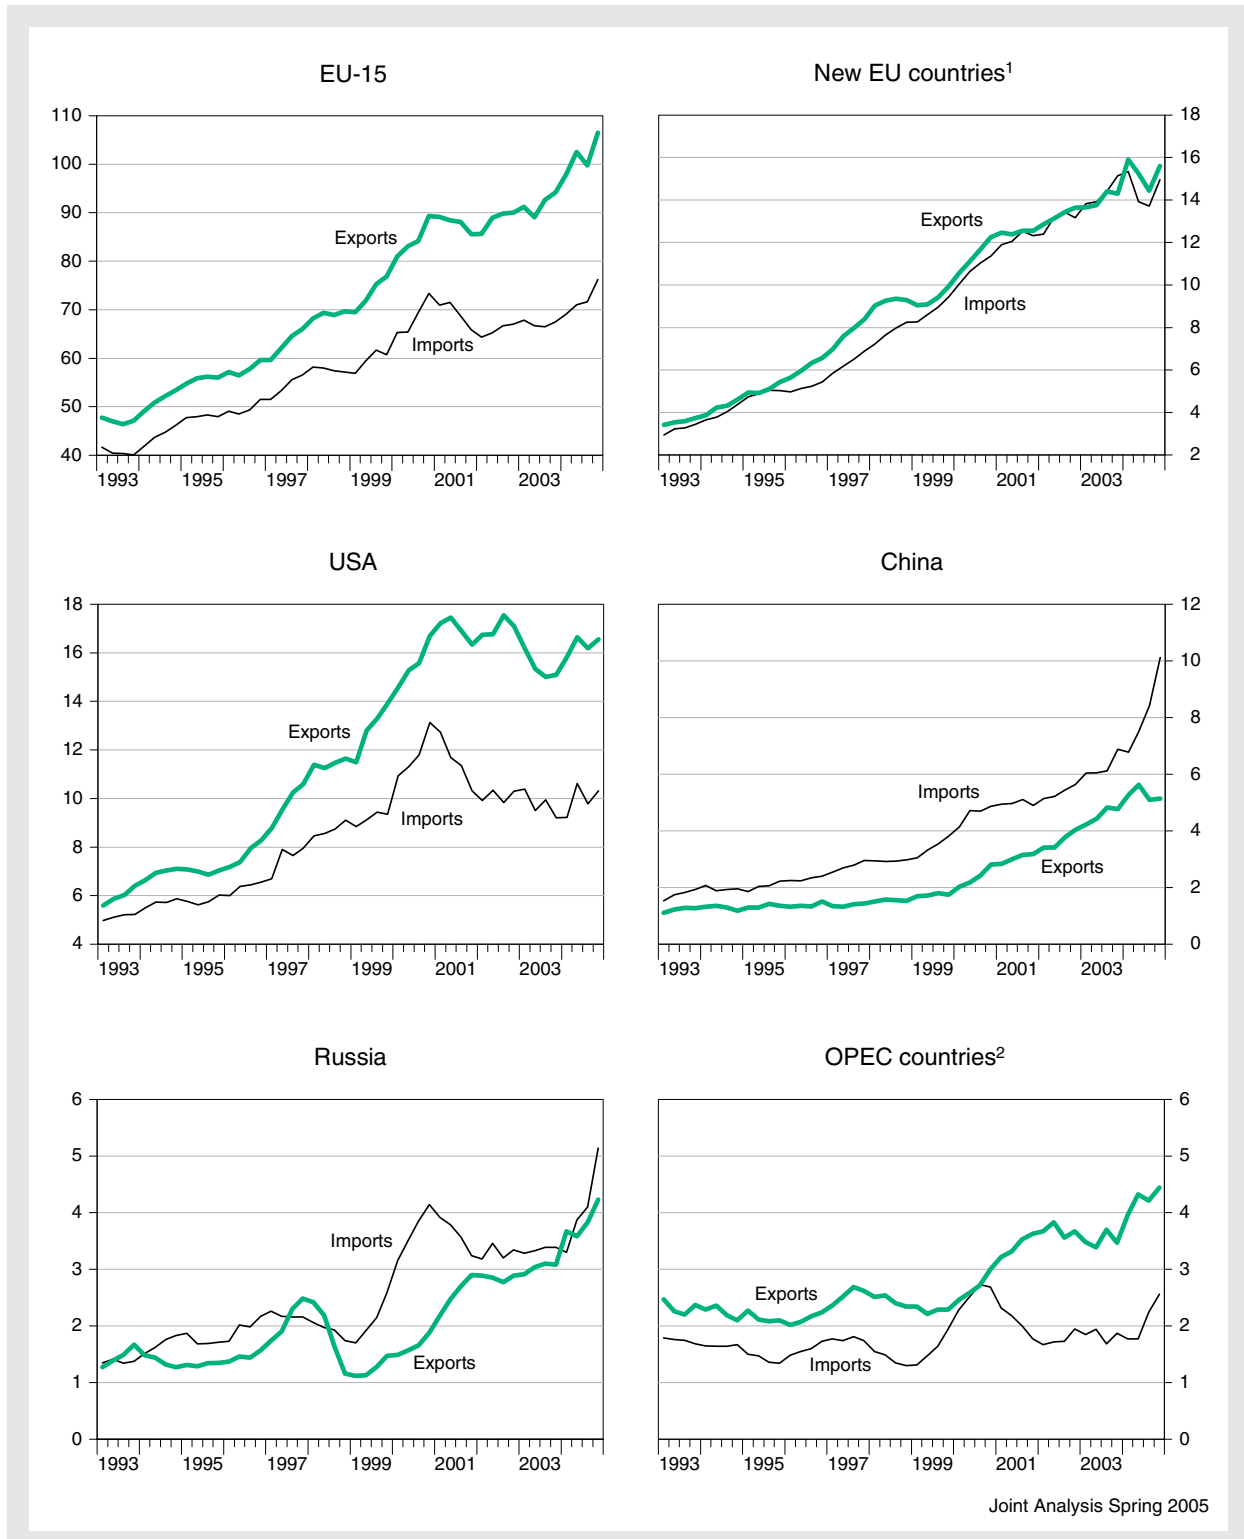 EU-15
New EU countries¹
110
100
90
80
70
60
50
40
Exports
Imports
1993 1995 1997 1999 2001 2003
18
16
14
12
10
8
6
4
2
Exports
Imports
1993 1995 1997 1999 2001 2003
USA
China
18
16
14
12
10
8
6
4
Exports
Imports
1993 1995 1997 1999 2001 2003
12
10
8
6
4
2
0
Imports
Exports
1993 1995 1997 1999 2001 2003
Russia
OPEC countries²
6
5
4
3
2
1
0
Imports
Exports
1993 1995 1997 1999 2001 2003
6
5
4
3
2
1
0
Exports
Imports
1993 1995 1997 1999 2001 2003
Joint Analysis Spring 2005